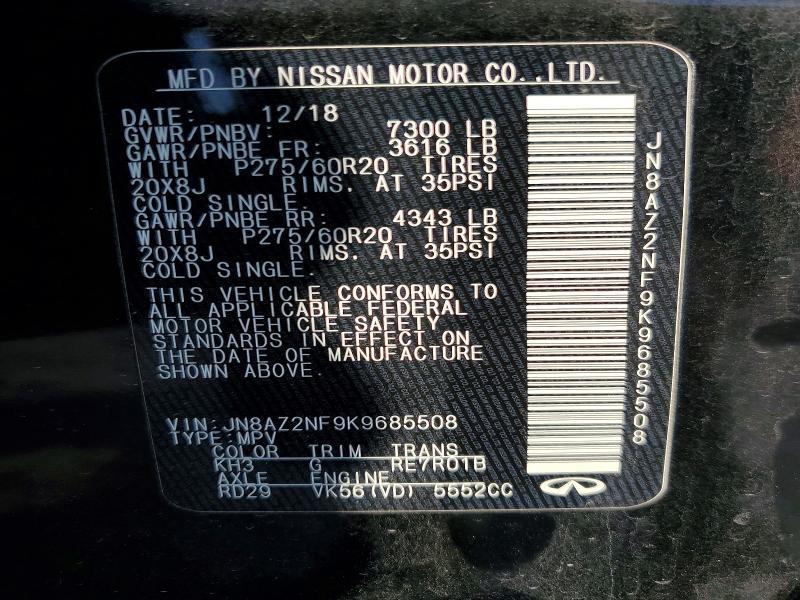 MFD BY NISSAN MOTOR CO.,LTD.
DATE: 12/18
GVWR/PNBV: 7300 LB
GAWR/PNBE FR: 3616 LB
WITH P275/60R20 TIRES
20X8J RIMS. AT 35PSI
COLD SINGLE.
GAWR/PNBE RR: 4343 LB
WITH P275/60R20 TIRES
20X8J RIMS. AT 35PSI
COLD SINGLE.
THIS VEHICLE CONFORMS TO
ALL APPLICABLE FEDERAL
MOTOR VEHICLE SAFETY
STANDARDS IN EFFECT ON
THE DATE OF MANUFACTURE
SHOWN ABOVE.
VIN: JN8AZ2NF9K9685508
TYPE: MPV
COLOR TRIM TRANS
KH3 G RE7R01B
AXLE ENGINE
RD29 VK56(VD) 5552CC
JN8AZ2NF9K9685508